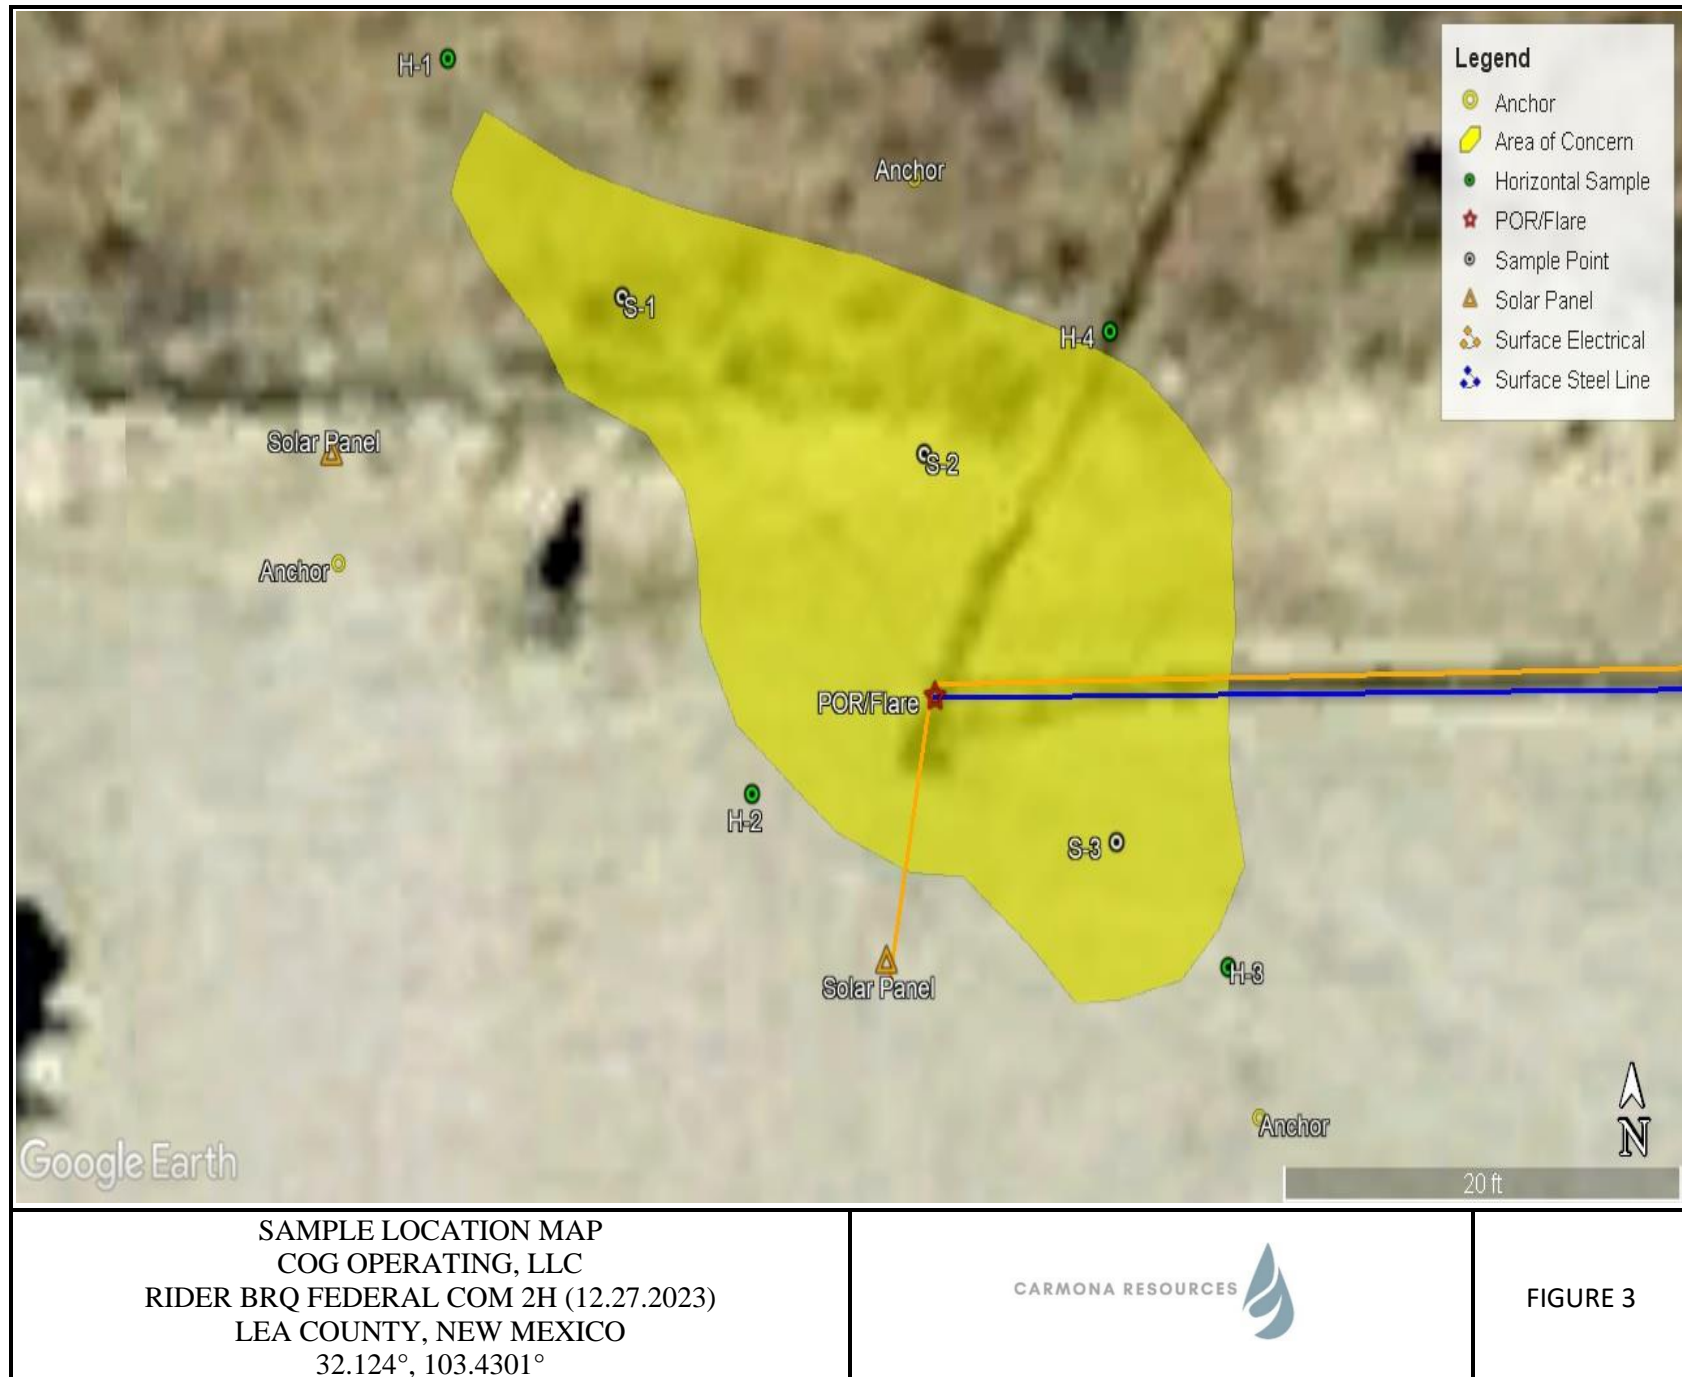 H-1
Anchor
S-1
H-4
Solar Panel
S-2
Anchor
POR/Flare
H-2
S-3
Solar Panel
H-3
Anchor
Legend
Anchor
Area of Concern
Horizontal Sample
POR/Flare
Sample Point
Solar Panel
Surface Electrical
Surface Steel Line
N
Google Earth
20 ft
SAMPLE LOCATION MAP
COG OPERATING, LLC
RIDER BRQ FEDERAL COM 2H (12.27.2023)
LEA COUNTY, NEW MEXICO
32.124°, 103.4301°
CARMONA RESOURCES
FIGURE 3